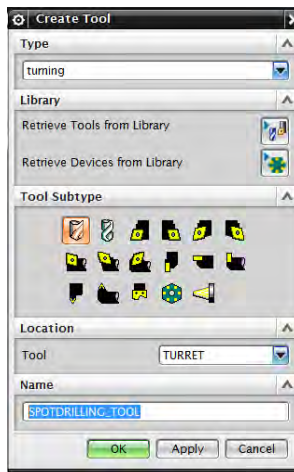 Create Tool
Type
turning
Library
Retrieve Tools from Library
Retrieve Devices from Library
Tool Subtype
Location
Tool TURRET
Name
SPOTDRILLING_TOOL
OK Apply Cancel